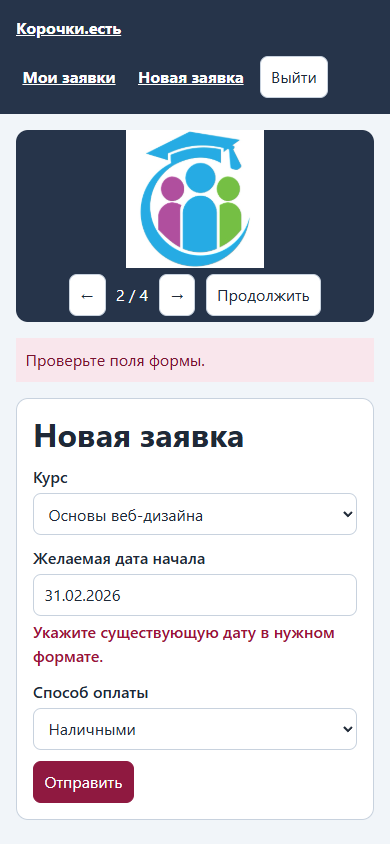 Корочки.есть
Мои заявки Новая заявка Выйти
← 2 / 4 → Продолжить
Проверьте поля формы.
Новая заявка
Курс
Основы веб-дизайна
Желаемая дата начала
31.02.2026
Укажите существующую дату в нужном
формате.
Способ оплаты
Наличными
Отправить